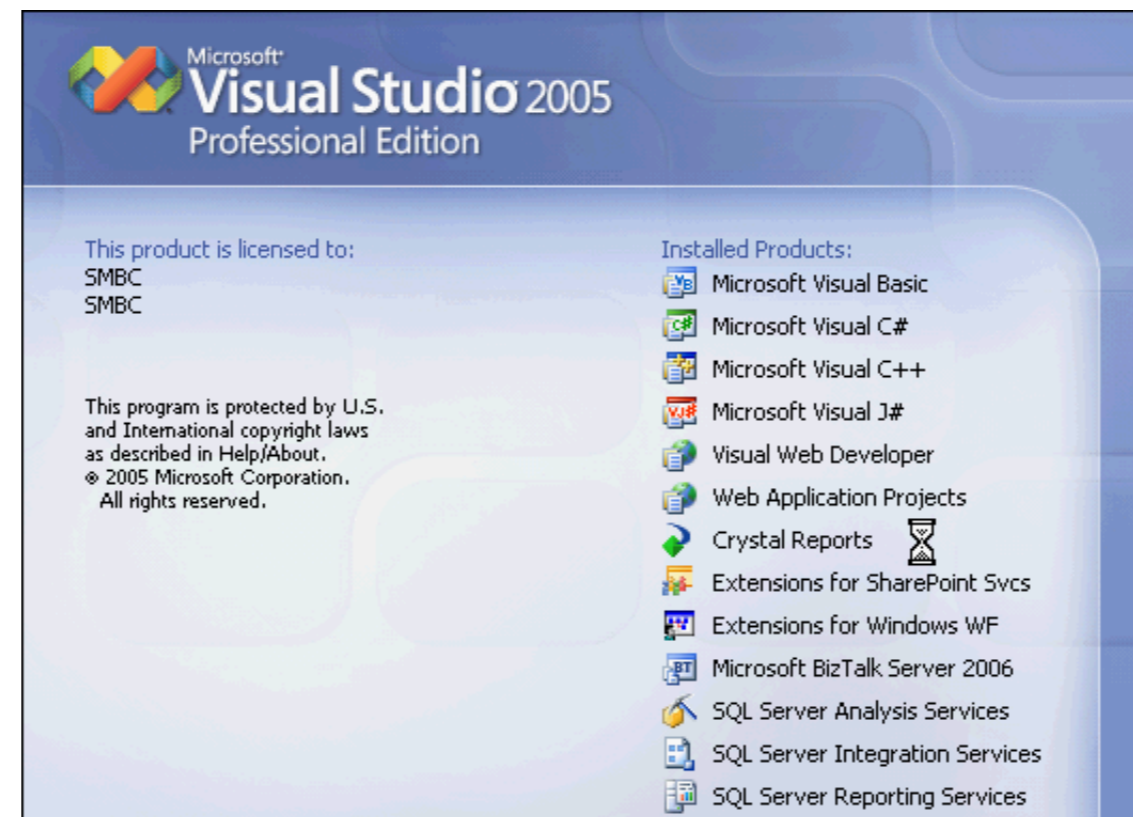 Microsoft
Visual Studio 2005
Professional Edition
This product is licensed to:
SMBC
SMBC
This program is protected by U.S.
and International copyright laws
as described in Help/About.
© 2005 Microsoft Corporation.
All rights reserved.
Installed Products:
Microsoft Visual Basic
Microsoft Visual C#
Microsoft Visual C++
Microsoft Visual J#
Visual Web Developer
Web Application Projects
Crystal Reports
Extensions for SharePoint Svcs
Extensions for Windows WF
Microsoft BizTalk Server 2006
SQL Server Analysis Services
SQL Server Integration Services
SQL Server Reporting Services